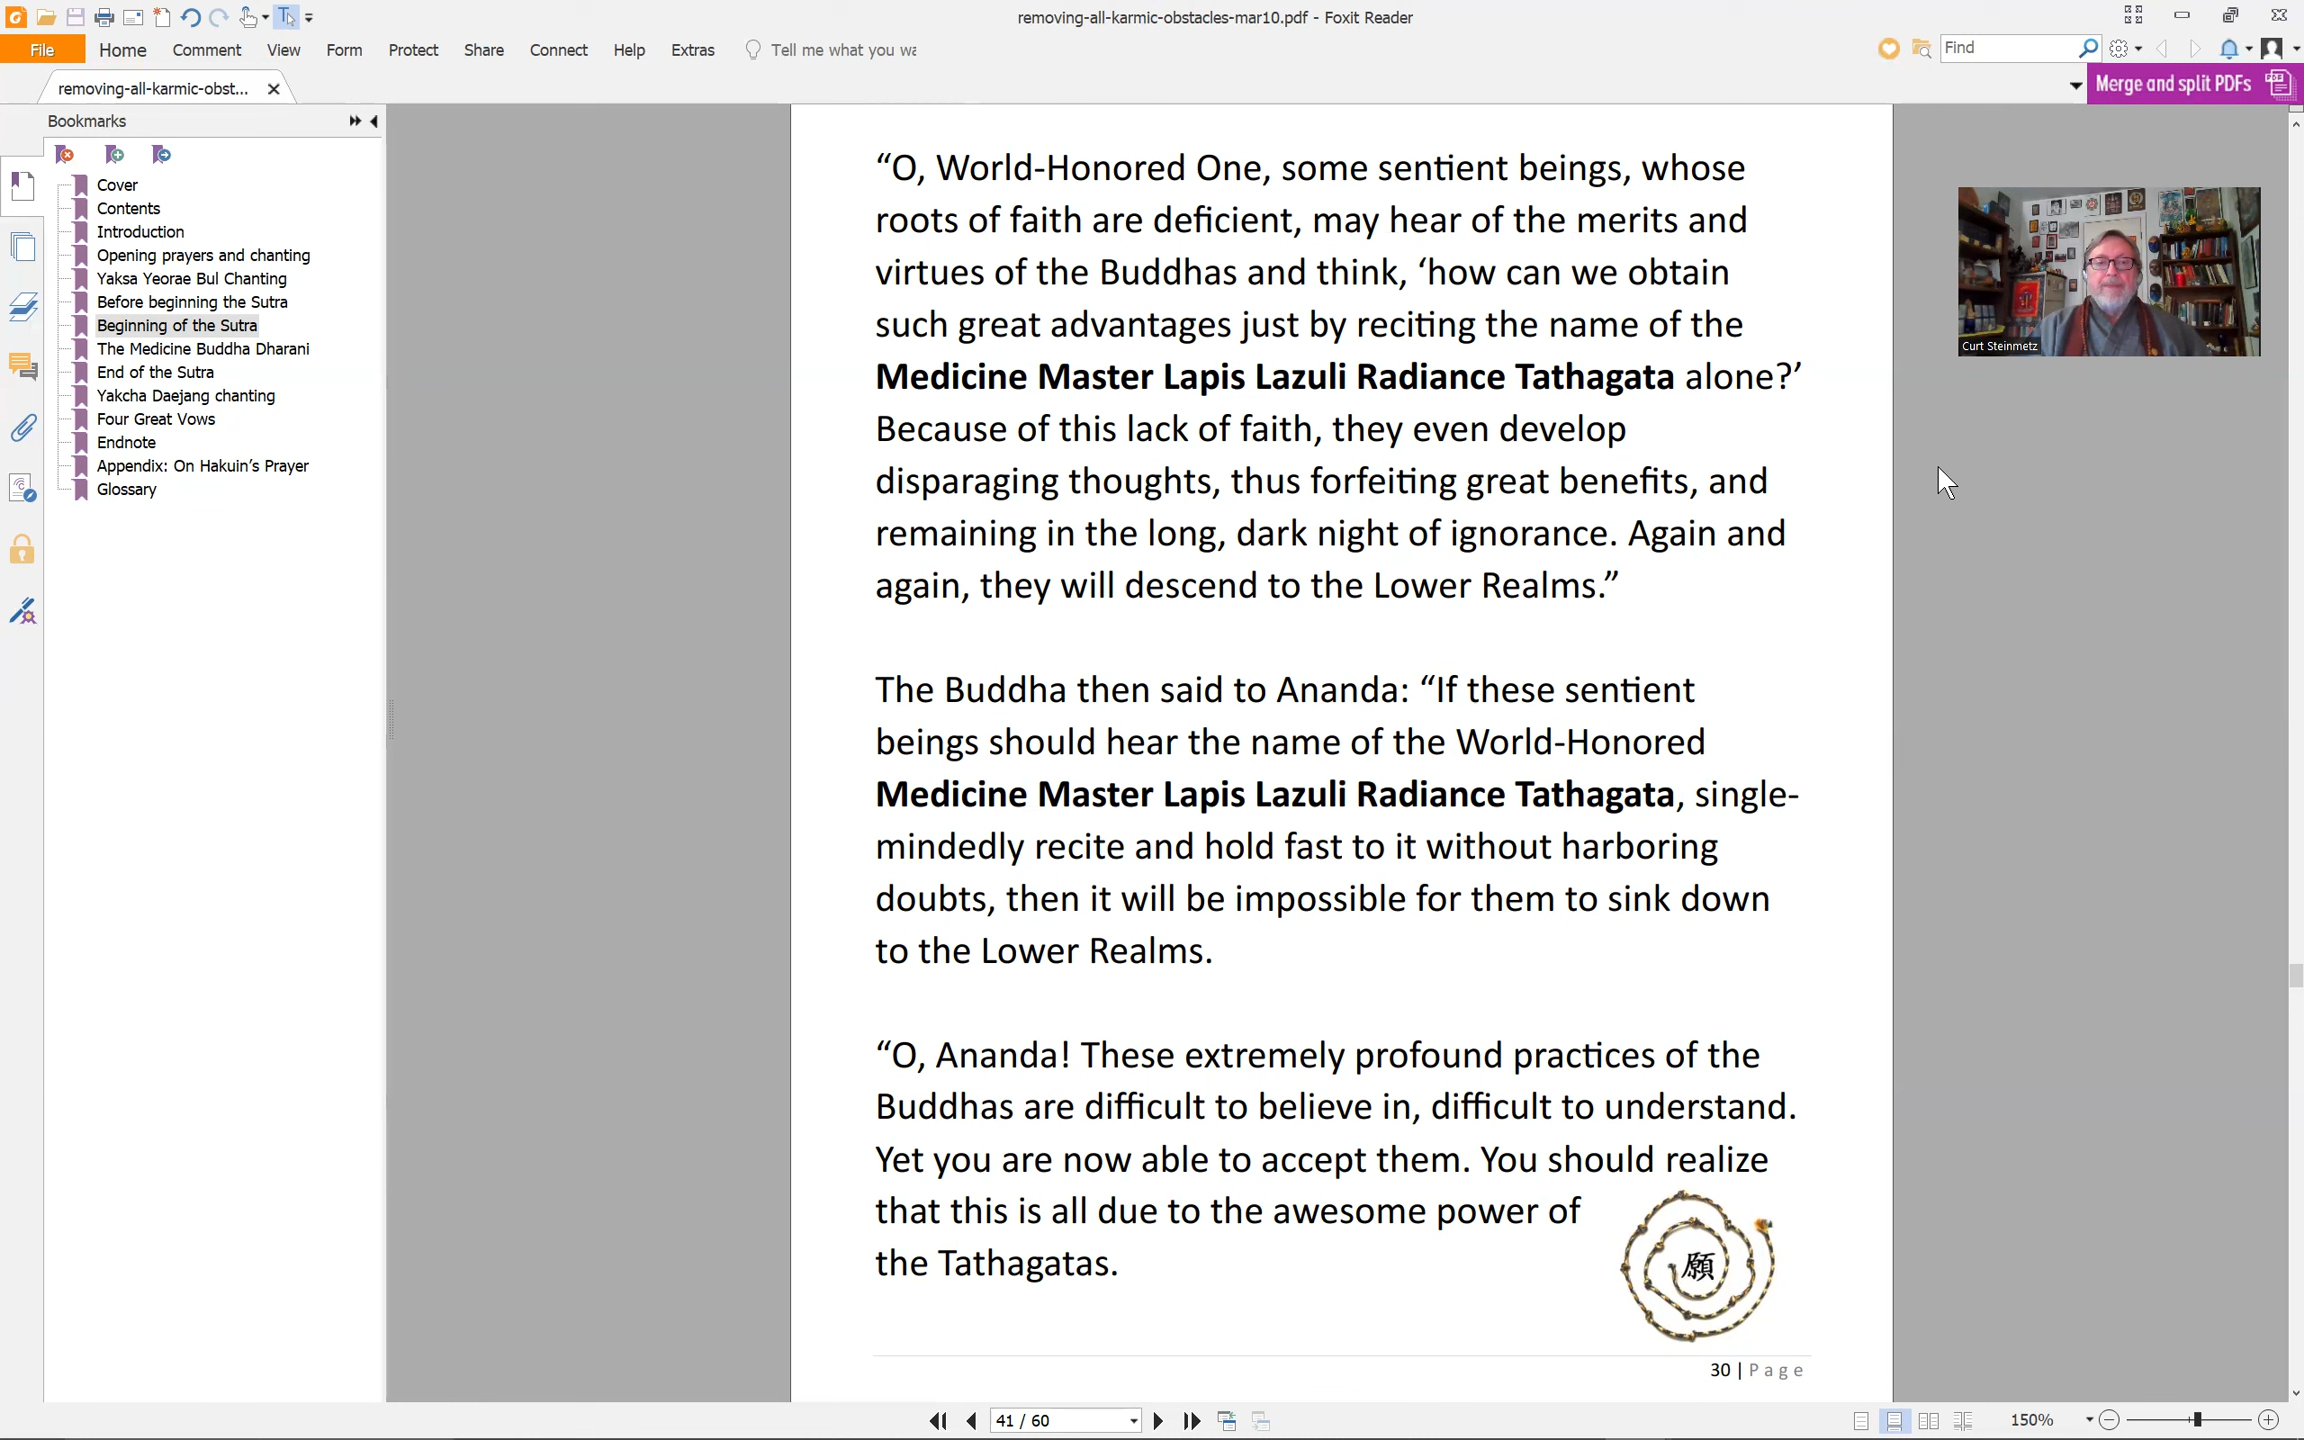 removing-all-karmic-obstacles-mar10.pdf - Foxit Reader
File Home Comment View Form Protect Share Connect Help Extras Tell me what you wa
Find
removing-all-karmic-obst...
Merge and split PDFs
Bookmarks
Cover
Contents
Introduction
Opening prayers and chanting
Yaksa Yeorae Bul Chanting
Before beginning the Sutra
Beginning of the Sutra
The Medicine Buddha Dharani
End of the Sutra
Yakcha Daejang chanting
Four Great Vows
Endnote
Appendix: On Hakuin’s Prayer
Glossary
“O, World-Honored One, some sentient beings, whose
roots of faith are deficient, may hear of the merits and
virtues of the Buddhas and think, ‘how can we obtain
such great advantages just by reciting the name of the
Medicine Master Lapis Lazuli Radiance Tathagata alone?’
Because of this lack of faith, they even develop
disparaging thoughts, thus forfeiting great benefits, and
remaining in the long, dark night of ignorance. Again and
again, they will descend to the Lower Realms.”
The Buddha then said to Ananda: “If these sentient
beings should hear the name of the World-Honored
Medicine Master Lapis Lazuli Radiance Tathagata, single-
mindedly recite and hold fast to it without harboring
doubts, then it will be impossible for them to sink down
to the Lower Realms.
“O, Ananda! These extremely profound practices of the
Buddhas are difficult to believe in, difficult to understand.
Yet you are now able to accept them. You should realize
that this is all due to the awesome power of
the Tathagatas.
願
30 | Page
Curt Steinmetz
41 / 60
150%